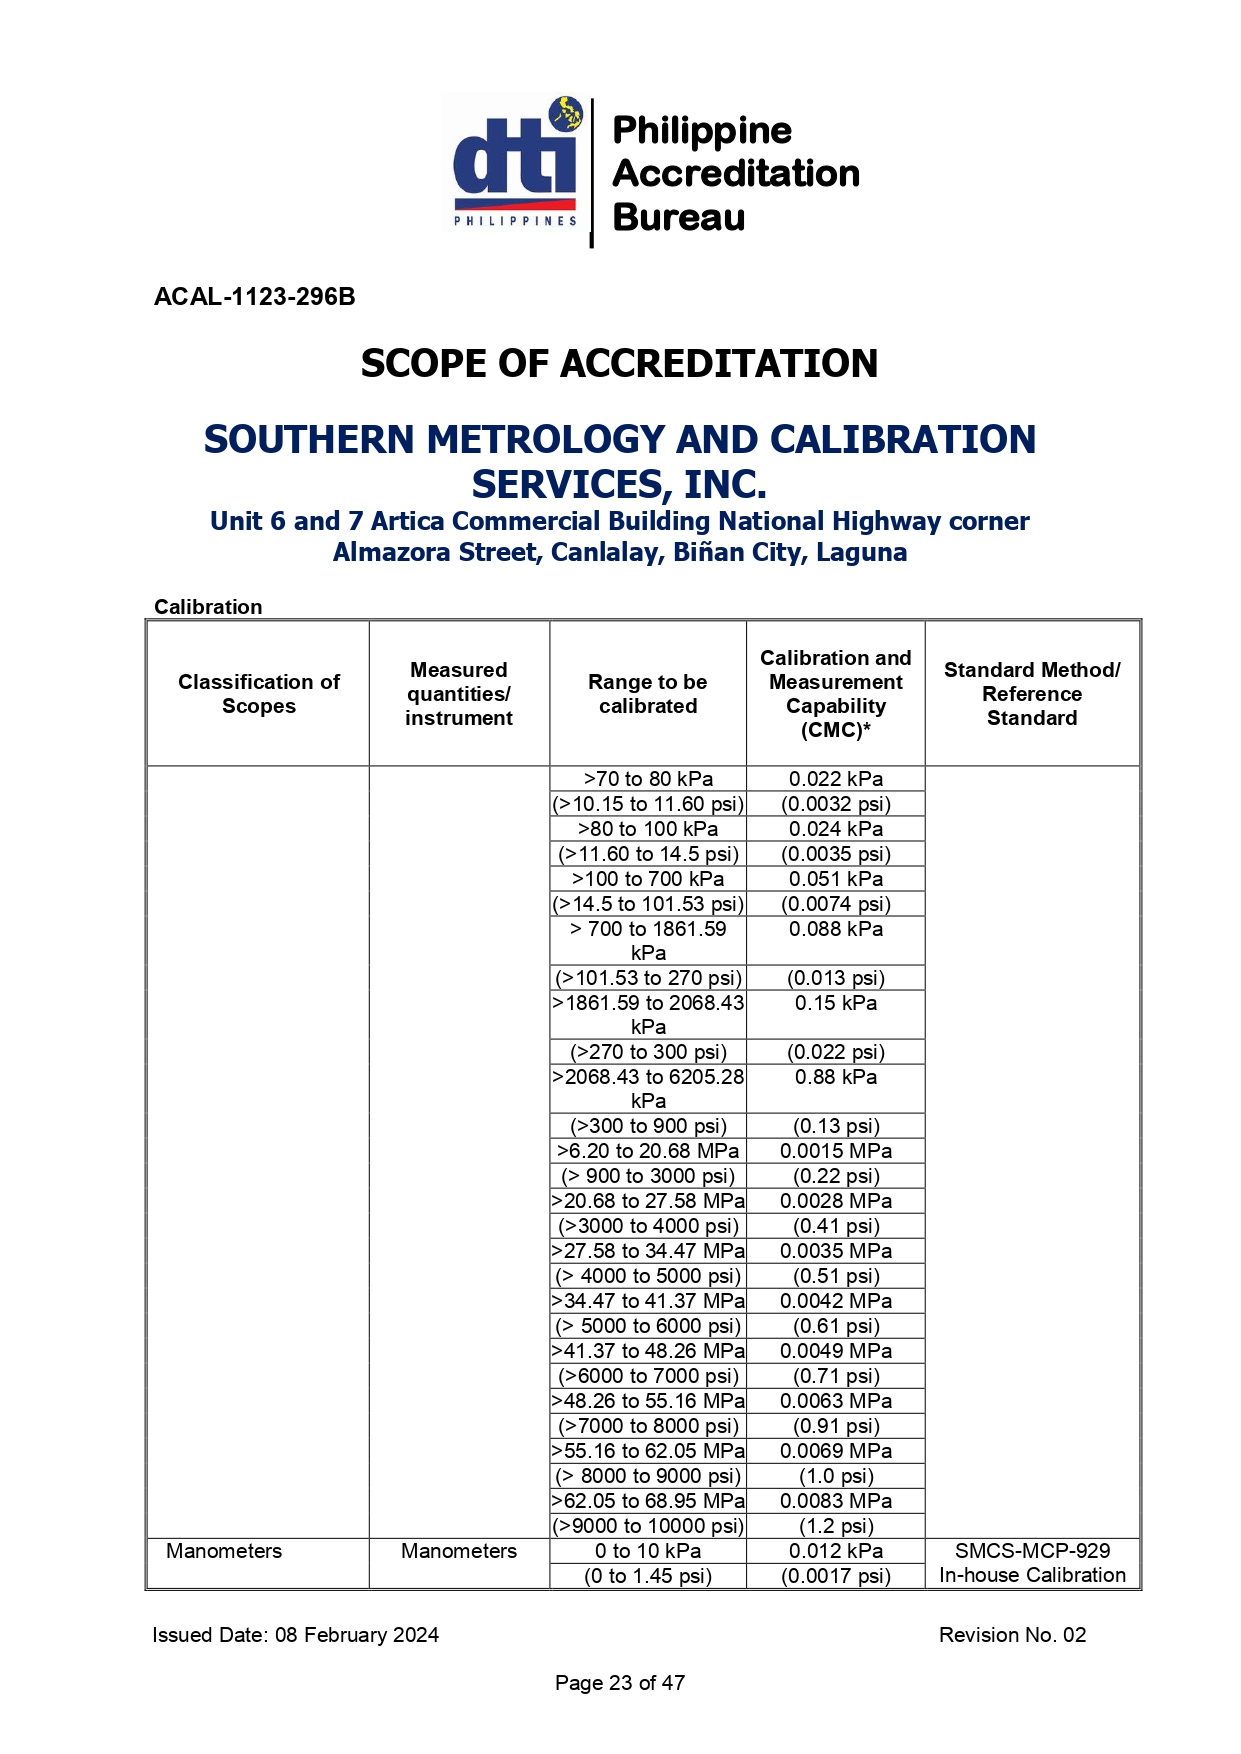 dti
PHILIPPINES
Philippine
Accreditation
Bureau
ACAL-1123-296B
SCOPE OF ACCREDITATION
SOUTHERN METROLOGY AND CALIBRATION
SERVICES, INC.
Unit 6 and 7 Artica Commercial Building National Highway corner
Almazora Street, Canlalay, Biñan City, Laguna
Calibration
Classification of
Scopes
Measured
quantities/
instrument
Range to be
calibrated
Calibration and
Measurement
Capability
(CMC)*
Standard Method/
Reference
Standard
>70 to 80 kPa 0.022 kPa
(>10.15 to 11.60 psi) (0.0032 psi)
>80 to 100 kPa 0.024 kPa
(>11.60 to 14.5 psi) (0.0035 psi)
>100 to 700 kPa 0.051 kPa
(>14.5 to 101.53 psi) (0.0074 psi)
> 700 to 1861.59 0.088 kPa
kPa
(>101.53 to 270 psi) (0.013 psi)
>1861.59 to 2068.43 0.15 kPa
kPa
(>270 to 300 psi) (0.022 psi)
>2068.43 to 6205.28 0.88 kPa
kPa
(>300 to 900 psi) (0.13 psi)
>6.20 to 20.68 MPa 0.0015 MPa
(> 900 to 3000 psi) (0.22 psi)
>20.68 to 27.58 MPa 0.0028 MPa
(>3000 to 4000 psi) (0.41 psi)
>27.58 to 34.47 MPa 0.0035 MPa
(> 4000 to 5000 psi) (0.51 psi)
>34.47 to 41.37 MPa 0.0042 MPa
(> 5000 to 6000 psi) (0.61 psi)
>41.37 to 48.26 MPa 0.0049 MPa
(>6000 to 7000 psi) (0.71 psi)
>48.26 to 55.16 MPa 0.0063 MPa
(>7000 to 8000 psi) (0.91 psi)
>55.16 to 62.05 MPa 0.0069 MPa
(> 8000 to 9000 psi) (1.0 psi)
>62.05 to 68.95 MPa 0.0083 MPa
(>9000 to 10000 psi) (1.2 psi)
Manometers Manometers 0 to 10 kPa 0.012 kPa SMCS-MCP-929
(0 to 1.45 psi) (0.0017 psi) In-house Calibration
Issued Date: 08 February 2024 Revision No. 02
Page 23 of 47